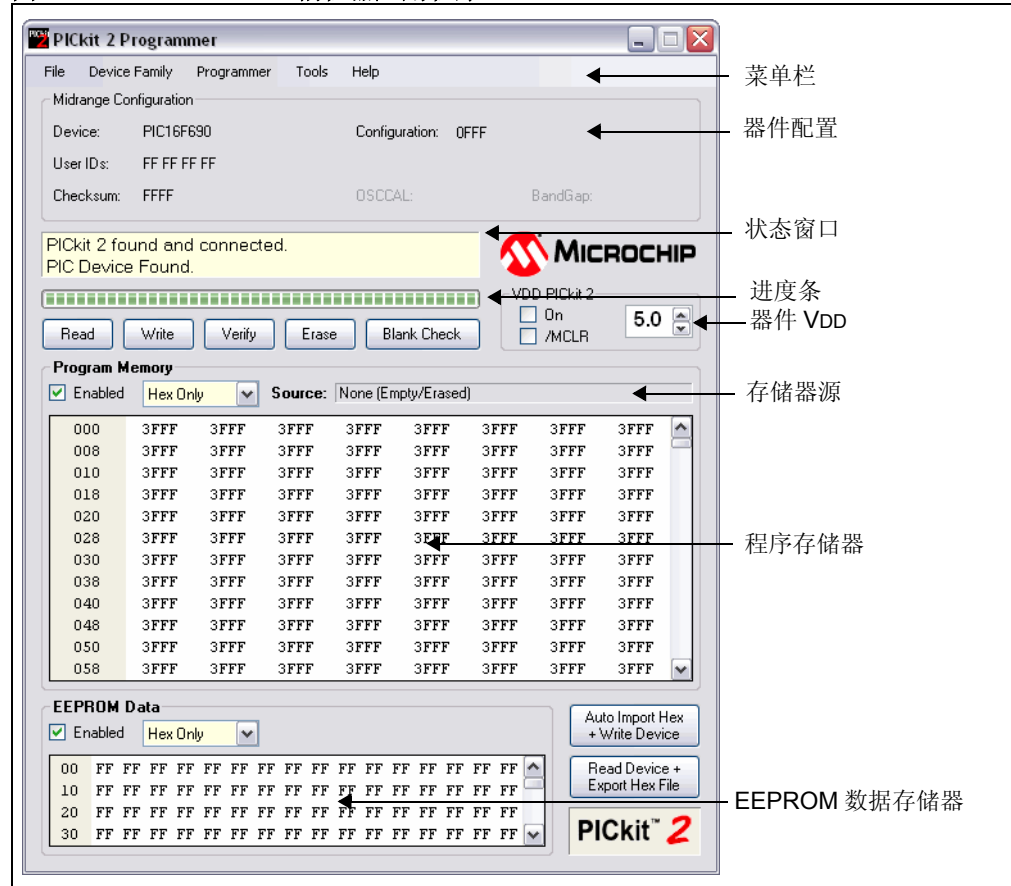 PICkit 2 Programmer
File Device Family Programmer Tools Help
菜单栏
Midrange Configuration
Device: PIC16F690 Configuration: 0FFF
器件配置
User IDs: FF FF FF FF
Checksum: FFFF OSCCAL: BandGap:
状态窗口
PICkit 2 found and connected.
PIC Device Found.
MICROCHIP
进度条
VDD PICkit 2
On
/MCLR
5.0
器件 VDD
Read Write Verify Erase Blank Check
Program Memory
Enabled Hex Only Source: None (Empty/Erased)
存储器源
000 3FFF 3FFF 3FFF 3FFF 3FFF 3FFF 3FFF 3FFF
008 3FFF 3FFF 3FFF 3FFF 3FFF 3FFF 3FFF 3FFF
010 3FFF 3FFF 3FFF 3FFF 3FFF 3FFF 3FFF 3FFF
018 3FFF 3FFF 3FFF 3FFF 3FFF 3FFF 3FFF 3FFF
020 3FFF 3FFF 3FFF 3FFF 3FFF 3FFF 3FFF 3FFF
028 3FFF 3FFF 3FFF 3FFF 3FFF 3FFF 3FFF 3FFF
程序存储器
030 3FFF 3FFF 3FFF 3FFF 3FFF 3FFF 3FFF 3FFF
038 3FFF 3FFF 3FFF 3FFF 3FFF 3FFF 3FFF 3FFF
040 3FFF 3FFF 3FFF 3FFF 3FFF 3FFF 3FFF 3FFF
048 3FFF 3FFF 3FFF 3FFF 3FFF 3FFF 3FFF 3FFF
050 3FFF 3FFF 3FFF 3FFF 3FFF 3FFF 3FFF 3FFF
058 3FFF 3FFF 3FFF 3FFF 3FFF 3FFF 3FFF 3FFF
EEPROM Data
Enabled Hex Only
Auto Import Hex
+ Write Device
00 FF FF FF FF FF FF FF FF FF FF FF FF FF FF FF FF
10 FF FF FF FF FF FF FF FF FF FF FF FF FF FF FF FF
20 FF FF FF FF FF FF FF FF FF FF FF FF FF FF FF FF
30 FF FF FF FF FF FF FF FF FF FF FF FF FF FF FF FF
Read Device +
Export Hex File
EEPROM 数据存储器
PICkit™ 2